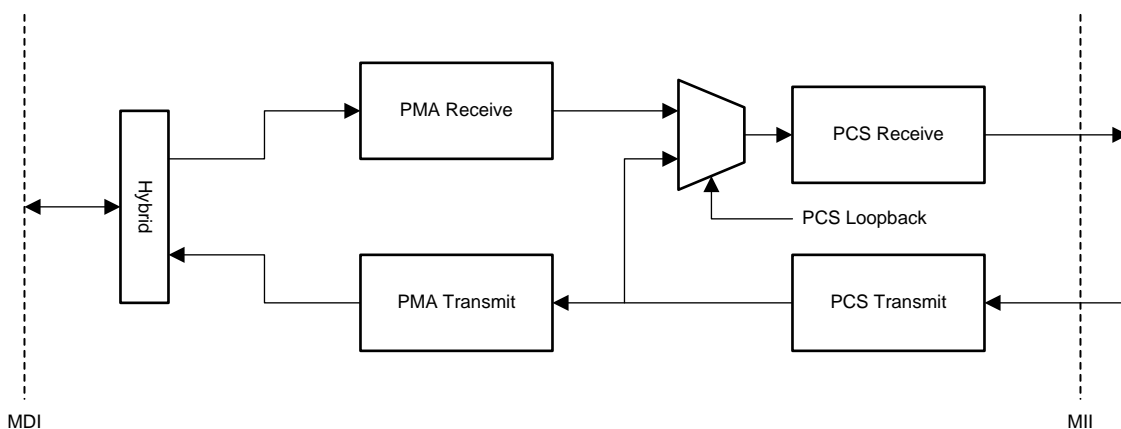 PMA Receive
PCS Receive
Hybrid
PCS Loopback
PMA Transmit
PCS Transmit
MDI
MII